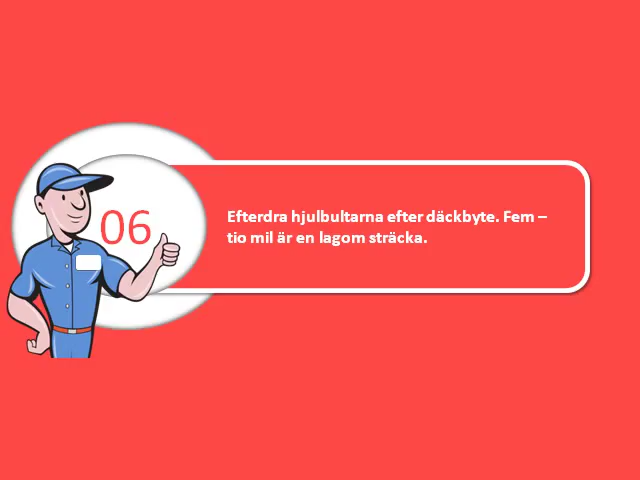 06
Efterdra hjulbultarna efter däckbyte. Fem –
tio mil är en lagom sträcka.